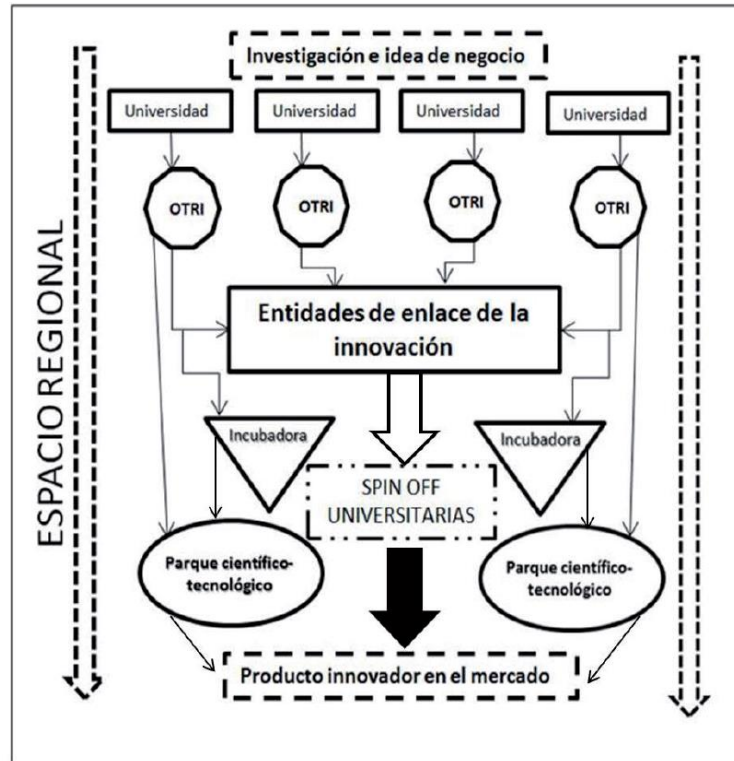 Investigación e idea de negocio
Universidad
Universidad
Universidad
Universidad
OTRI
OTRI
OTRI
OTRI
ESPACIO REGIONAL
Entidades de enlace de la
innovación
Incubadora
Incubadora
SPIN OFF
UNIVERSITARIAS
Parque científico-
tecnológico
Parque científico-
tecnológico
Producto innovador en el mercado